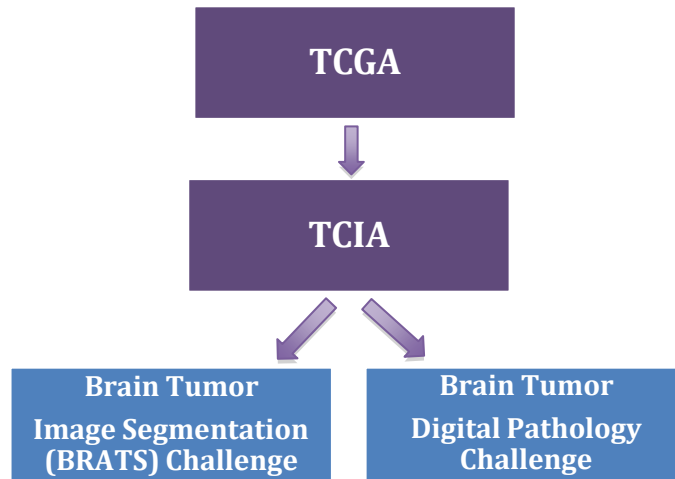 TCGA
TCIA
Brain Tumor
Image Segmentation
(BRATS) Challenge
Brain Tumor
Digital Pathology
Challenge